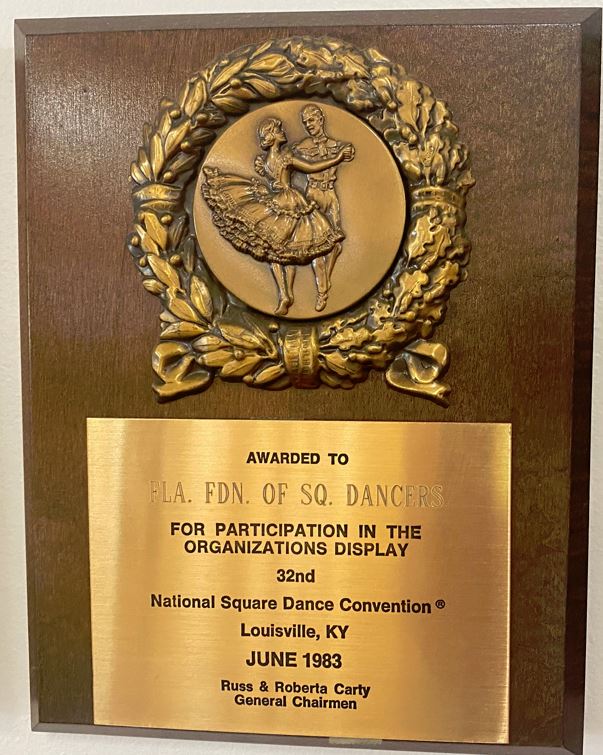 AWARDED TO
FLA. FDN. OF SQ. DANCERS
FOR PARTICIPATION IN THE
ORGANIZATIONS DISPLAY
32nd
National Square Dance Convention ®
Louisville, KY
JUNE 1983
Russ & Roberta Carty
General Chairmen